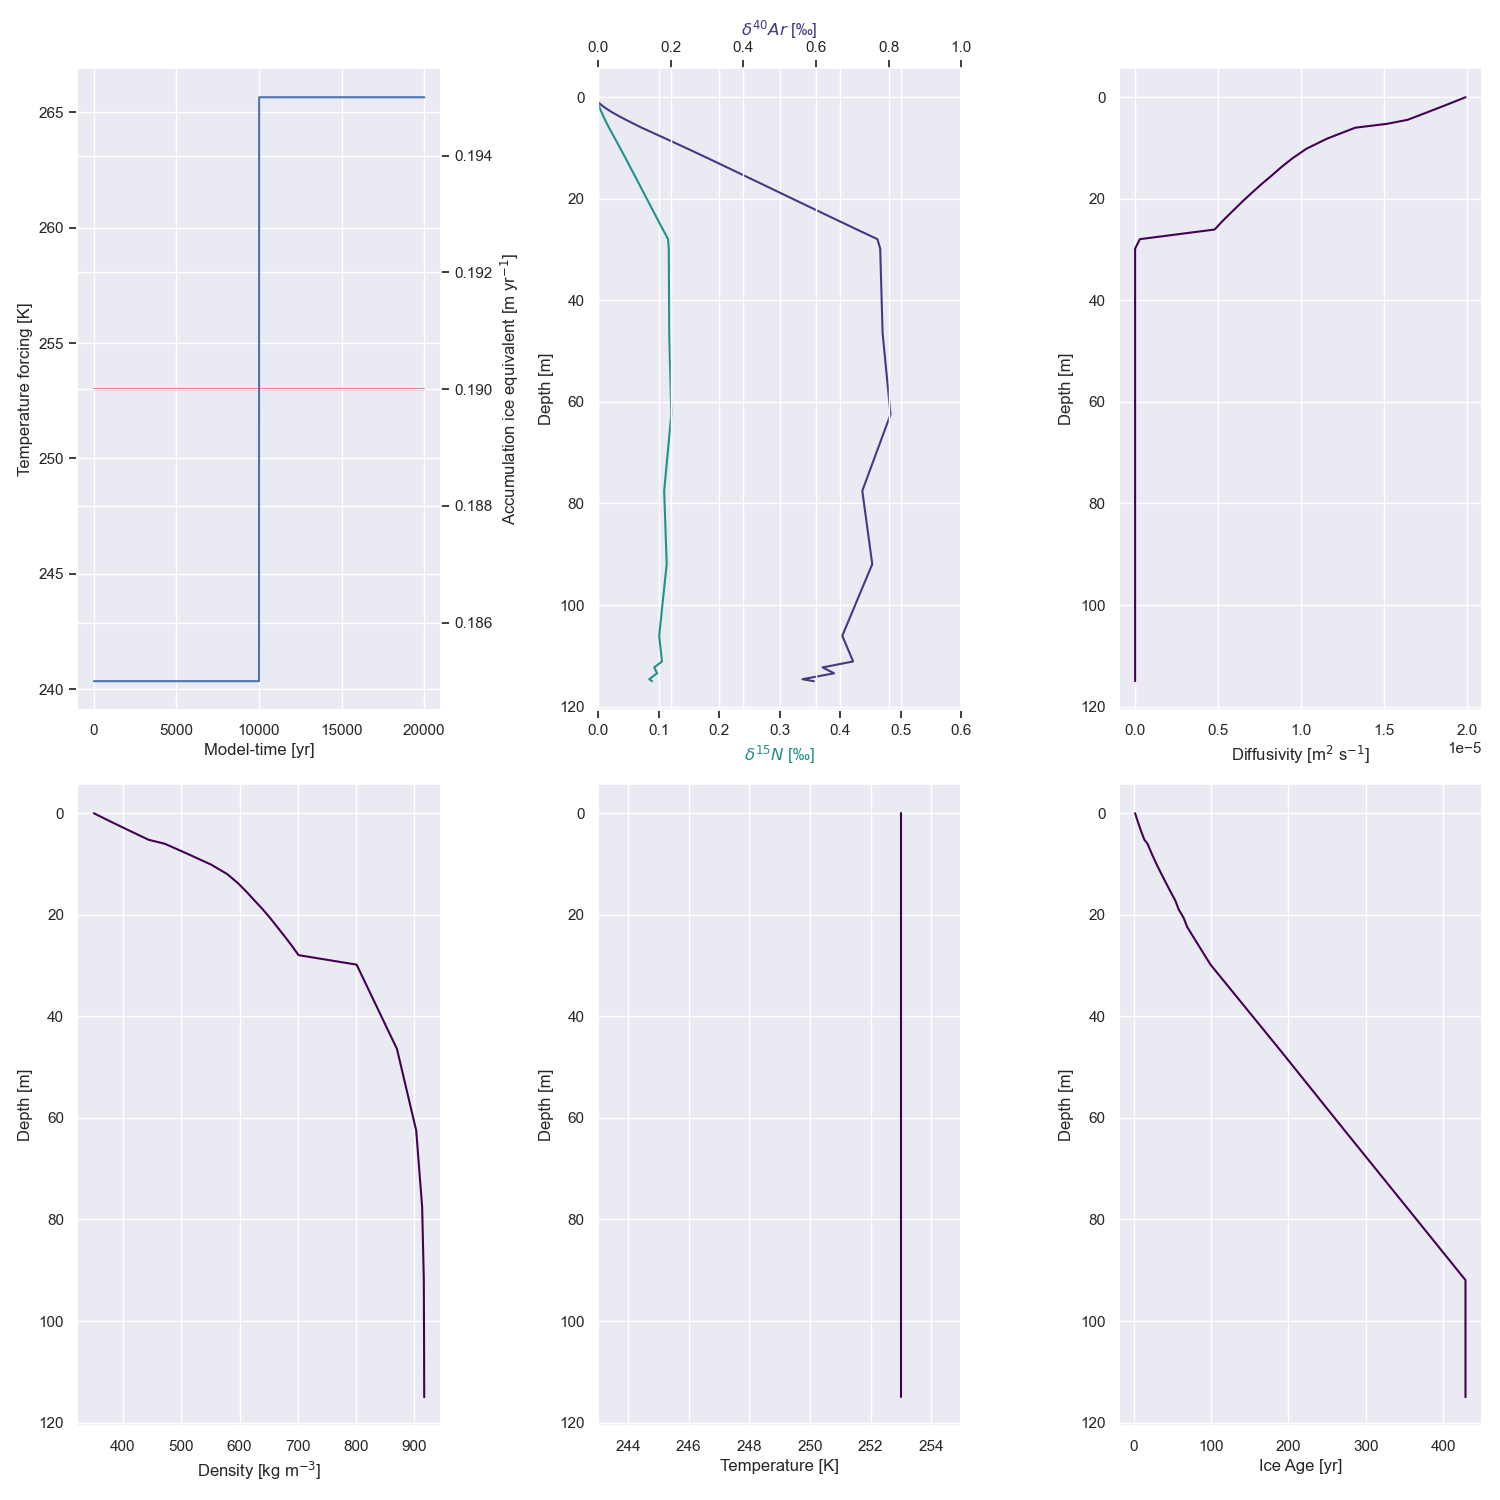 δ⁴⁰Ar [‰]
0.0 0.2 0.4 0.6 0.8 1.0
265
260
255
250
245
240
Temperature forcing [K]
0.194
0.192
0.190
0.188
0.186
Accumulation ice equivalent [m yr⁻¹]
0 5000 10000 15000 20000
Model-time [yr]
0
20
40
60
80
100
120
Depth [m]
0.0 0.1 0.2 0.3 0.4 0.5 0.6
δ¹⁵N [‰]
0
20
40
60
80
100
120
Depth [m]
0.0 0.5 1.0 1.5 2.0
1e−5
Diffusivity [m² s⁻¹]
0
20
40
60
80
100
120
Depth [m]
400 500 600 700 800 900
Density [kg m⁻³]
0
20
40
60
80
100
120
Depth [m]
244 246 248 250 252 254
Temperature [K]
0
20
40
60
80
100
120
Depth [m]
0 100 200 300 400
Ice Age [yr]